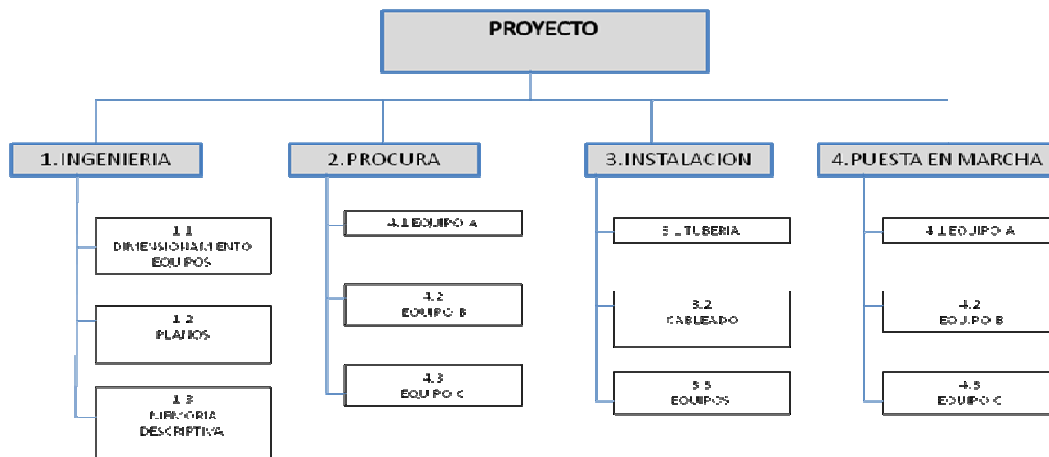 PROYECTO
1.INGENIERIA
2.PROCURA
3.INSTALACION
4.PUESTA EN MARCHA
1.1
DIMENSIONAMIENTO
EQUIPOS
1.2
PLANOS
1.3
MEMORIA
DESCRIPTIVA
4.1 EQUIPO A
4.2
EQUIPO B
4.3
EQUIPO C
3.1 TUBERIA
3.2
CABLEADO
3.3
EQUIPOS
4.1 EQUIPO A
4.2
EQUIPO B
4.3
EQUIPO C